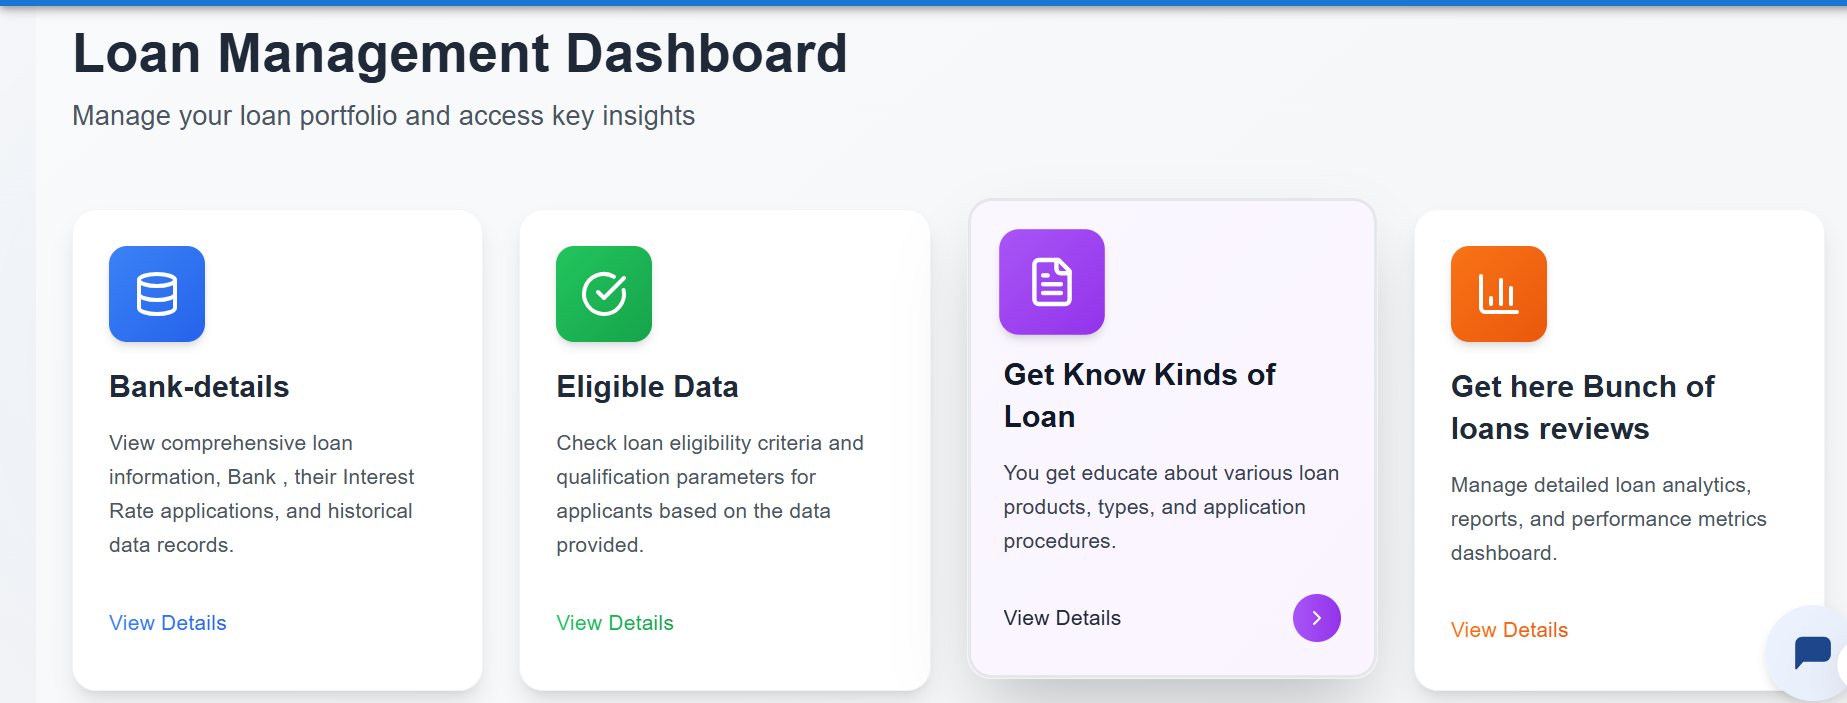 Loan Management Dashboard
Manage your loan portfolio and access key insights
Bank-details
View comprehensive loan
information, Bank , their Interest
Rate applications, and historical
data records.
View Details
Eligible Data
Check loan eligibility criteria and
qualification parameters for
applicants based on the data
provided.
View Details
Get Know Kinds of
Loan
You get educate about various loan
products, types, and application
procedures.
View Details
Get here Bunch of
loans reviews
Manage detailed loan analytics,
reports, and performance metrics
dashboard.
View Details